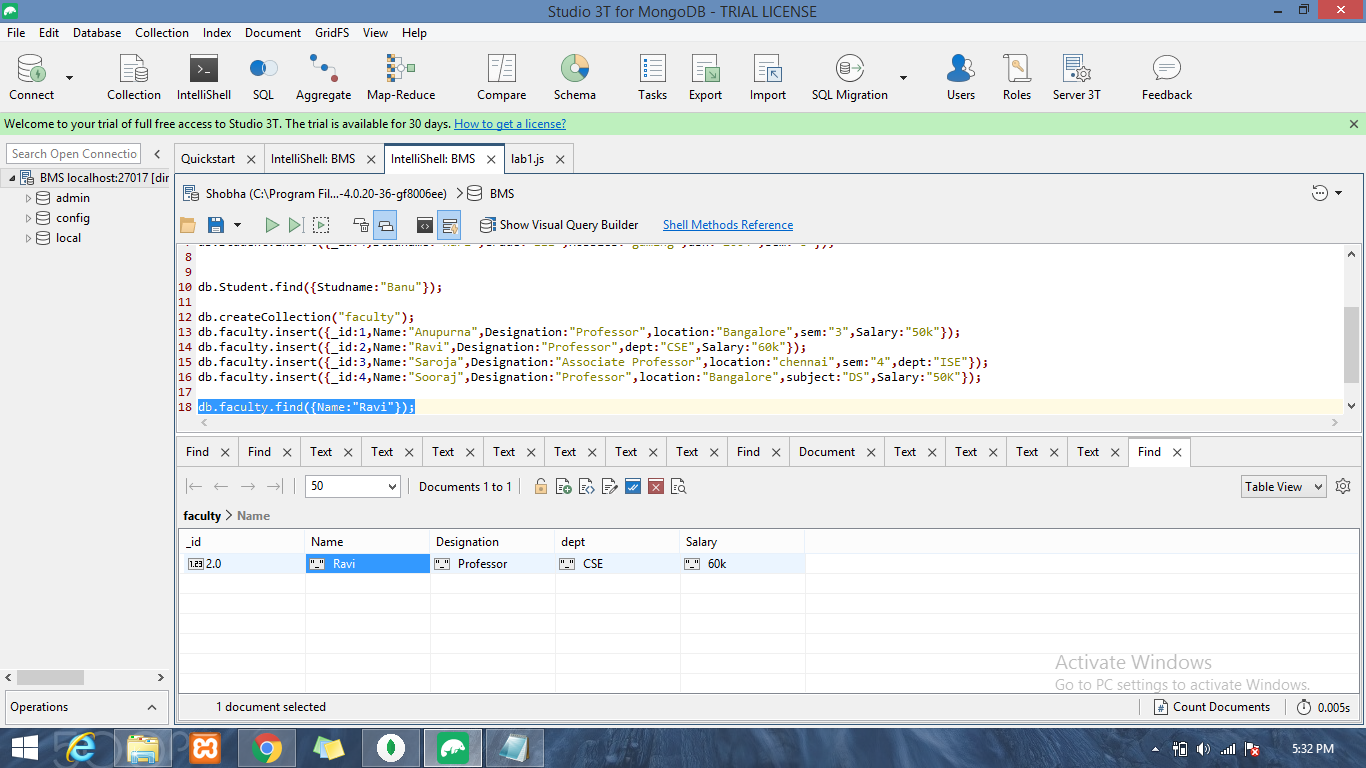 Studio 3T for MongoDB - TRIAL LICENSE
File Edit Database Collection Index Document GridFS View Help
Connect Collection IntelliShell SQL Aggregate Map-Reduce Compare Schema Tasks Export Import SQL Migration Users Roles Server 3T Feedback
Welcome to your trial of full free access to Studio 3T. The trial is available for 30 days. How to get a license?
Search Open Connectio
BMS localhost:27017 [dir
admin
config
local
Quickstart IntelliShell: BMS IntelliShell: BMS lab1.js
Shobha (C:\Program Fil...-4.0.20-36-gf8006ee) BMS
Show Visual Query Builder Shell Methods Reference
8
9
10 db.Student.find({Studname:"Banu"});
11
12 db.createCollection("faculty");
13 db.faculty.insert({_id:1,Name:"Anupurna",Designation:"Professor",location:"Bangalore",sem:"3",Salary:"50k"});
14 db.faculty.insert({_id:2,Name:"Ravi",Designation:"Professor",dept:"CSE",Salary:"60k"});
15 db.faculty.insert({_id:3,Name:"Saroja",Designation:"Associate Professor",location:"chennai",sem:"4",dept:"ISE"});
16 db.faculty.insert({_id:4,Name:"Sooraj",Designation:"Professor",location:"Bangalore",subject:"DS",Salary:"50K"});
17
18 db.faculty.find({Name:"Ravi"});
Find Find Text Text Text Text Text Text Text Find Document Text Text Text Text Find
50 Documents 1 to 1 Table View
faculty Name
_id Name Designation dept Salary
1.23 2.0 Ravi Professor CSE 60k
Activate Windows
Go to PC settings to activate Windows.
Operations
1 document selected Count Documents 0.005s
5:32 PM